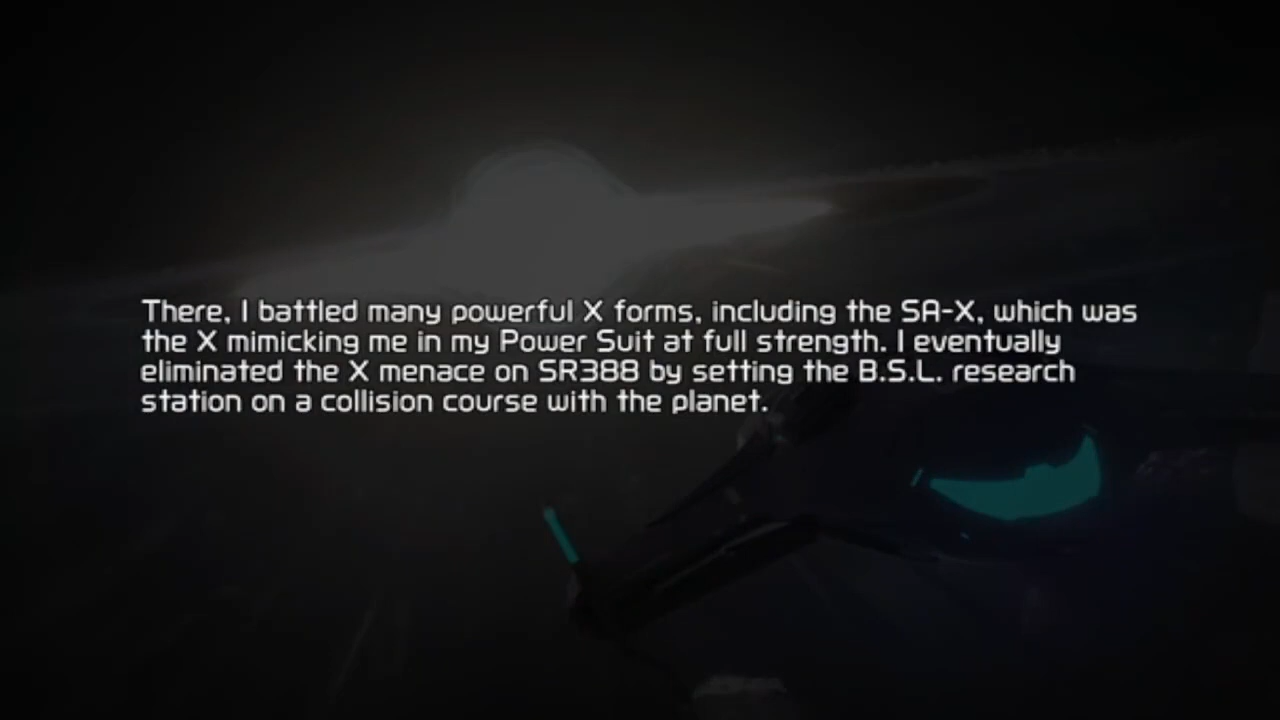 There, I battled many powerful X forms, including the SA-X, which was
the X mimicking me in my Power Suit at full strength. I eventually
eliminated the X menace on SR388 by setting the B.S.L. research
station on a collision course with the planet.